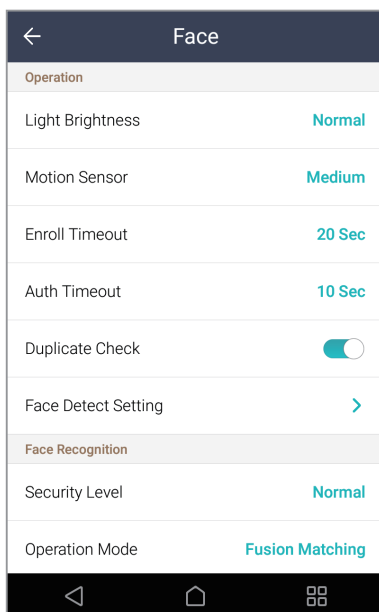 Face
Operation
Light Brightness Normal
Motion Sensor Medium
Enroll Timeout 20 Sec
Auth Timeout 10 Sec
Duplicate Check
Face Detect Setting
Face Recognition
Security Level Normal
Operation Mode Fusion Matching